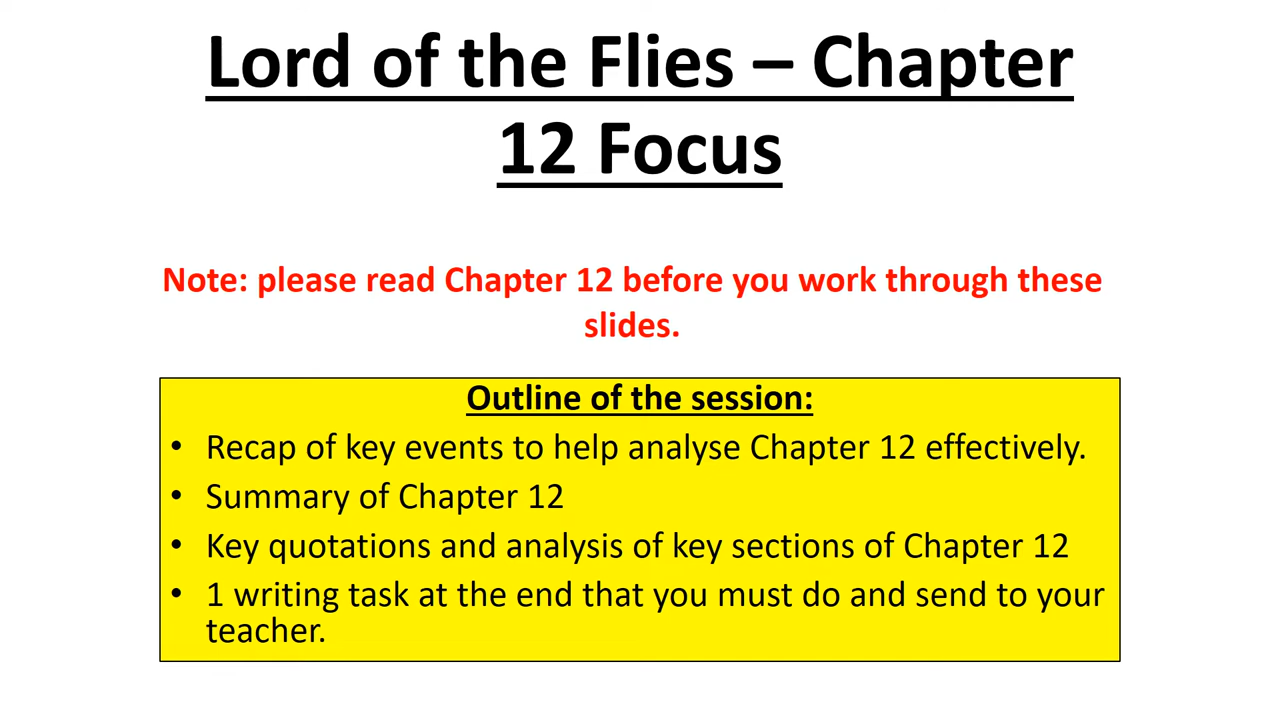 Lord of the Flies – Chapter
12 Focus
Note: please read Chapter 12 before you work through these
slides.
Outline of the session:
• Recap of key events to help analyse Chapter 12 effectively.
• Summary of Chapter 12
• Key quotations and analysis of key sections of Chapter 12
• 1 writing task at the end that you must do and send to your
teacher.